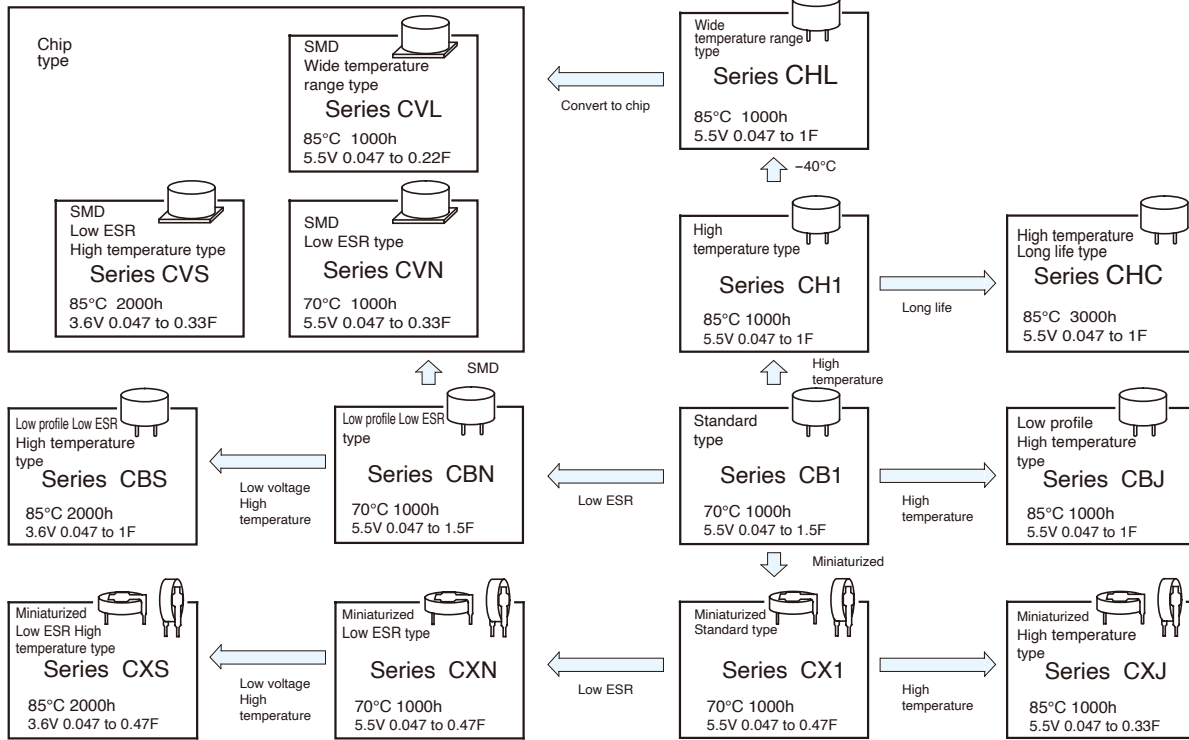 Chip
type
SMD
Wide temperature
range type
Series CVL
85°C 1000h
5.5V 0.047 to 0.22F
Convert to chip
Wide
temperature range
type
Series CHL
85°C 1000h
5.5V 0.047 to 1F
−40°C
SMD
Low ESR
High temperature type
Series CVS
85°C 2000h
3.6V 0.047 to 0.33F
SMD
Low ESR type
Series CVN
70°C 1000h
5.5V 0.047 to 0.33F
High
temperature type
Series CH1
85°C 1000h
5.5V 0.047 to 1F
Long life
High temperature
Long life type
Series CHC
85°C 3000h
5.5V 0.047 to 1F
SMD
High
temperature
Low profile Low ESR
High temperature
type
Series CBS
85°C 2000h
3.6V 0.047 to 1F
Low voltage
High
temperature
Low profile Low ESR
type
Series CBN
70°C 1000h
5.5V 0.047 to 1.5F
Low ESR
Standard
type
Series CB1
70°C 1000h
5.5V 0.047 to 1.5F
High
temperature
Low profile
High temperature
type
Series CBJ
85°C 1000h
5.5V 0.047 to 1F
Miniaturized
Miniaturized
Low ESR High
temperature type
Series CXS
85°C 2000h
3.6V 0.047 to 0.47F
Low voltage
High
temperature
Miniaturized
Low ESR type
Series CXN
70°C 1000h
5.5V 0.047 to 0.47F
Low ESR
Miniaturized
Standard type
Series CX1
70°C 1000h
5.5V 0.047 to 0.47F
High
temperature
Miniaturized
High temperature
type
Series CXJ
85°C 1000h
5.5V 0.047 to 0.33F